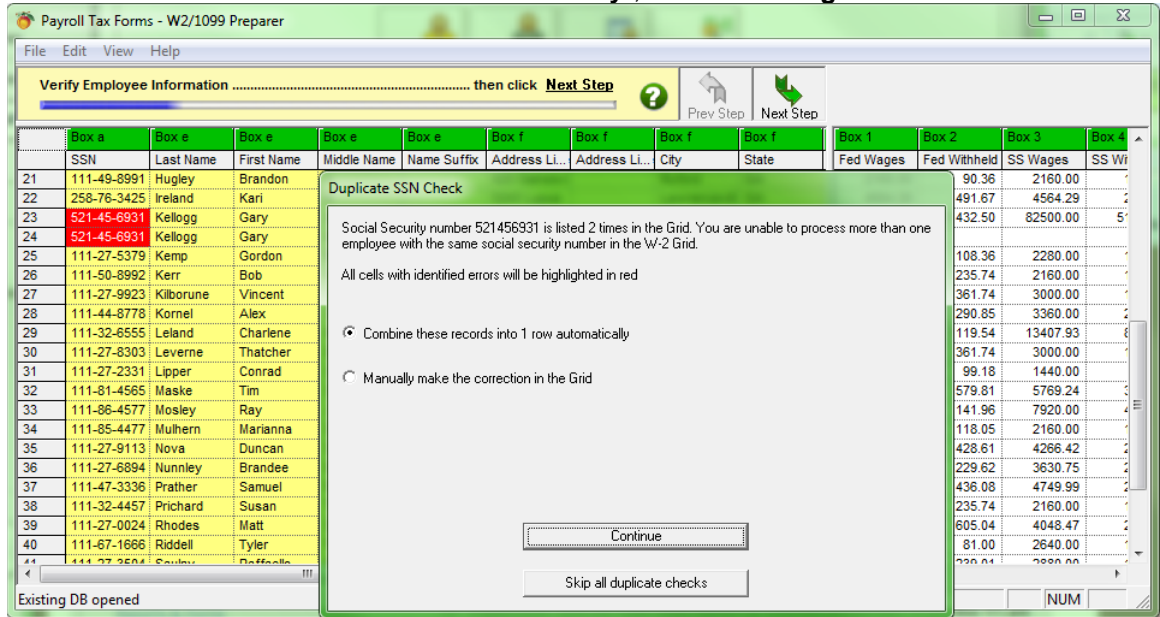 Payroll Tax Forms - W2/1099 Preparer
File Edit View Help
Verify Employee Information ................................................................ then click Next Step
Prev Step Next Step
Box a Box e Box e Box e Box e Box f Box f Box f Box f Box 1 Box 2 Box 3 Box 4
SSN Last Name First Name Middle Name Name Suffix Address Li... Address Li... City State Fed Wages Fed Withheld SS Wages SS Wi
21 111-49-8991 Hugley Brandon 90.36 2160.00
22 258-76-3425 Ireland Kari 491.67 4564.29
23 521-45-6931 Kellogg Gary 432.50 82500.00
24 521-45-6931 Kellogg Gary
25 111-27-5379 Kemp Gordon 108.36 2280.00
26 111-50-8992 Kerr Bob 235.74 2160.00
27 111-27-9923 Kilborune Vincent 361.74 3000.00
28 111-44-8778 Kornel Alex 290.85 3360.00
29 111-32-6555 Leland Charlene 119.54 13407.93
30 111-27-8303 Leverne Thatcher 361.74 3000.00
31 111-27-2331 Lipper Conrad 99.18 1440.00
32 111-81-4565 Maske Tim 579.81 5769.24
33 111-86-4577 Mosley Ray 141.96 7920.00
34 111-85-4477 Mulhern Marianna 118.05 2160.00
35 111-27-9113 Nova Duncan 428.61 4266.42
36 111-27-6894 Nunnley Brandee 229.62 3630.75
37 111-47-3336 Prather Samuel 436.08 4749.99
38 111-32-4457 Prichard Susan 235.74 2160.00
39 111-27-0024 Rhodes Matt 605.04 4048.47
40 111-67-1666 Riddell Tyler 81.00 2640.00
Duplicate SSN Check
Social Security number 521456931 is listed 2 times in the Grid. You are unable to process more than one
employee with the same social security number in the W-2 Grid.
All cells with identified errors will be highlighted in red
Combine these records into 1 row automatically
Manually make the correction in the Grid
Continue
Skip all duplicate checks
Existing DB opened
NUM